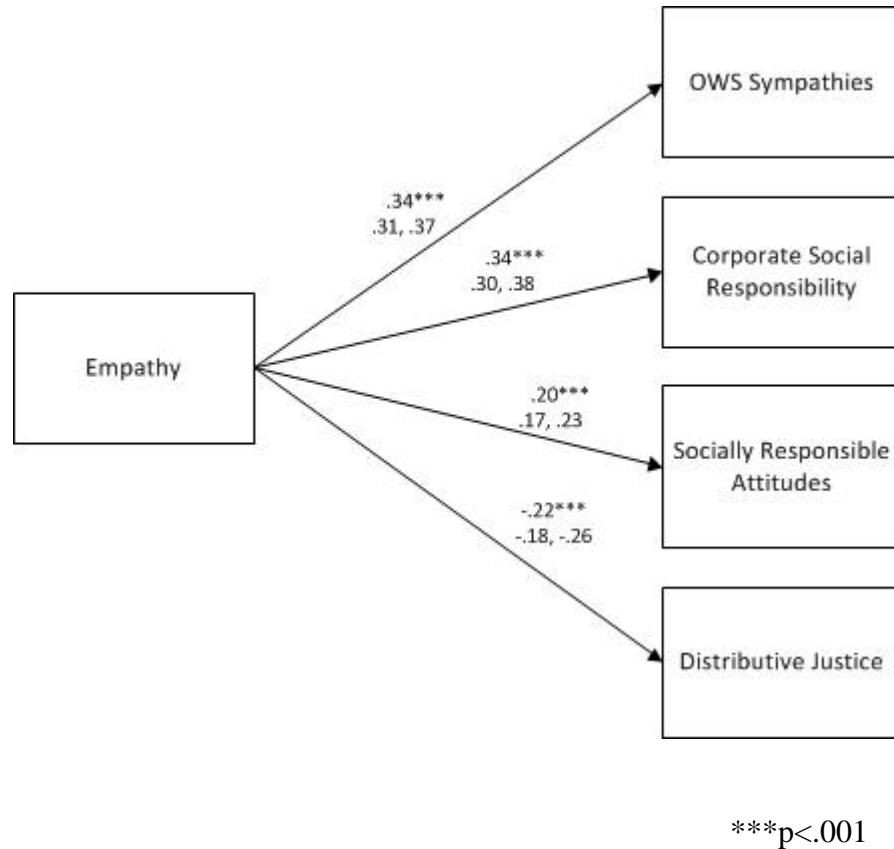 OWS Sympathies
.34***
.31, .37
Corporate Social
Responsibility
.34***
.30, .38
Empathy
.20***
.17, .23
Socially Responsible
Attitudes
-.22***
-.18, -.26
Distributive Justice
***p<.001